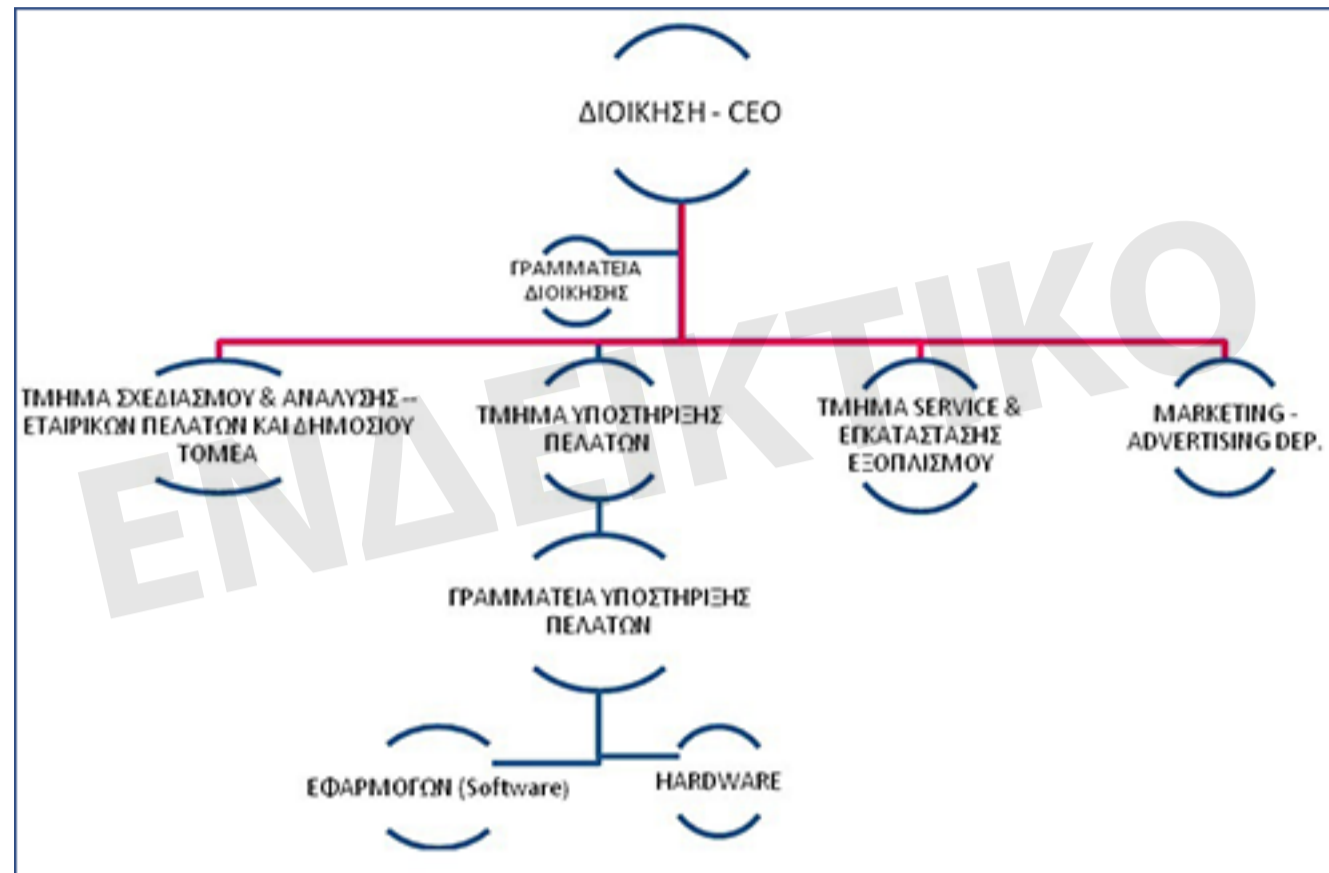 ΔΙΟΙΚΗΣΗ - CEO
ΓΡΑΜΜΑΤΕΙΑ
ΔΙΟΙΚΗΣΗΣ
ΤΜΗΜΑ ΣΧΕΔΙΑΣΜΟΥ & ΑΝΑΛΥΣΗΣ --
ΕΤΑΙΡΙΚΩΝ ΠΕΛΑΤΩΝ ΚΑΙ ΔΗΜΟΣΙΟΥ
ΤΟΜΕΑ
ΤΜΗΜΑ ΥΠΟΣΤΗΡΙΞΗΣ
ΠΕΛΑΤΩΝ
ΤΜΗΜΑ SERVICE &
ΕΓΚΑΤΑΣΤΑΣΗΣ
ΕΞΟΠΛΙΣΜΟΥ
MARKETING -
ADVERTISING DEP.
ΓΡΑΜΜΑΤΕΙΑ ΥΠΟΣΤΗΡΙΞΗΣ
ΠΕΛΑΤΩΝ
ΕΦΑΡΜΟΓΩΝ (Software)
HARDWARE
ΕΝΔΕΙΚΤΙΚΟ